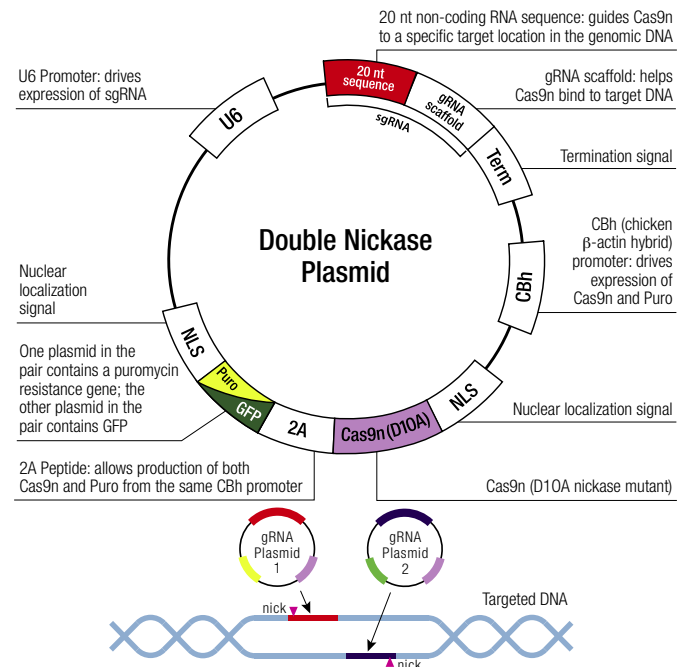 20 nt non-coding RNA sequence: guides Cas9n
to a specific target location in the genomic DNA
U6 Promoter: drives
expression of sgRNA
gRNA scaffold: helps
Cas9n bind to target DNA
20 nt
sequence
gRNA
scaffold
sgRNA
U6
Term
Termination signal
Double Nickase
Plasmid
CBh (chicken
β-actin hybrid)
promoter: drives
expression of
Cas9n and Puro
CBh
Nuclear
localization
signal
NLS
One plasmid in the
pair contains a puromycin
resistance gene; the
other plasmid in the
pair contains GFP
Puro
GFP
2A
Cas9n (D10A)
NLS
Nuclear localization signal
2A Peptide: allows production of both
Cas9n and Puro from the same CBh promoter
Cas9n (D10A nickase mutant)
gRNA
Plasmid
1
gRNA
Plasmid
2
Targeted DNA
nick
nick